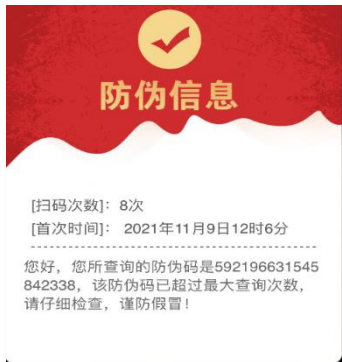 防伪信息
[扫码次数]：8次
[首次时间]： 2021年11月9日12时6分
您好，您所查询的防伪码是592196631545
842338，该防伪码已超过最大查询次数，
请仔细检查，谨防假冒！